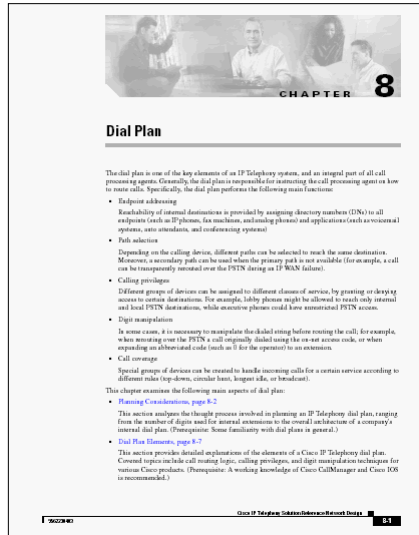 CHAPTER 8
Dial Plan
The dial plan is one of the key elements of an IP Telephony system, and an integral part of all call
processing agents. Generally, the dial plan is responsible for instructing the call processing agent on how
to route calls. Specifically, the dial plan performs the following main functions:
• Endpoint addressing
Reachability of internal destinations is provided by assigning directory numbers (DNs) to all
endpoints (such as IP phones, fax machines, and analog phones) and applications (such as voicemail
systems, auto attendants, and conferencing systems)
• Path selection
Depending on the calling device, different paths can be selected to reach the same destination.
Moreover, a secondary path can be used when the primary path is not available (for example, a call
can be transparently rerouted over the PSTN during an IP WAN failure).
• Calling privileges
Different groups of devices can be assigned to different classes of service, by granting or denying
access to certain destinations. For example, lobby phones might be allowed to reach only internal
and local PSTN destinations, while executive phones could have unrestricted PSTN access.
• Digit manipulation
In some cases, it is necessary to manipulate the dialed string before routing the call; for example,
when rerouting over the PSTN a call originally dialed using the on-net access code, or when
expanding an abbreviated code (such as 0 for the operator) to an extension.
• Call coverage
Special groups of devices can be created to handle incoming calls for a certain service according to
different rules (top-down, circular hunt, longest idle, or broadcast).
This chapter examines the following main aspects of dial plan:
• Planning Considerations, page 8-2
This section analyzes the thought process involved in planning an IP Telephony dial plan, ranging
from the number of digits used for internal extensions to the overall architecture of a company's
internal dial plan. (Prerequisite: Some familiarity with dial plans in general.)
• Dial Plan Elements, page 8-7
This section provides detailed explanations of the elements of a Cisco IP Telephony dial plan.
Covered topics include call routing logic, calling privileges, and digit manipulation techniques for
various Cisco products. (Prerequisite: A working knowledge of Cisco CallManager and Cisco IOS
is recommended.)
Cisco IP Telephony Solution Reference Network Design
8-1